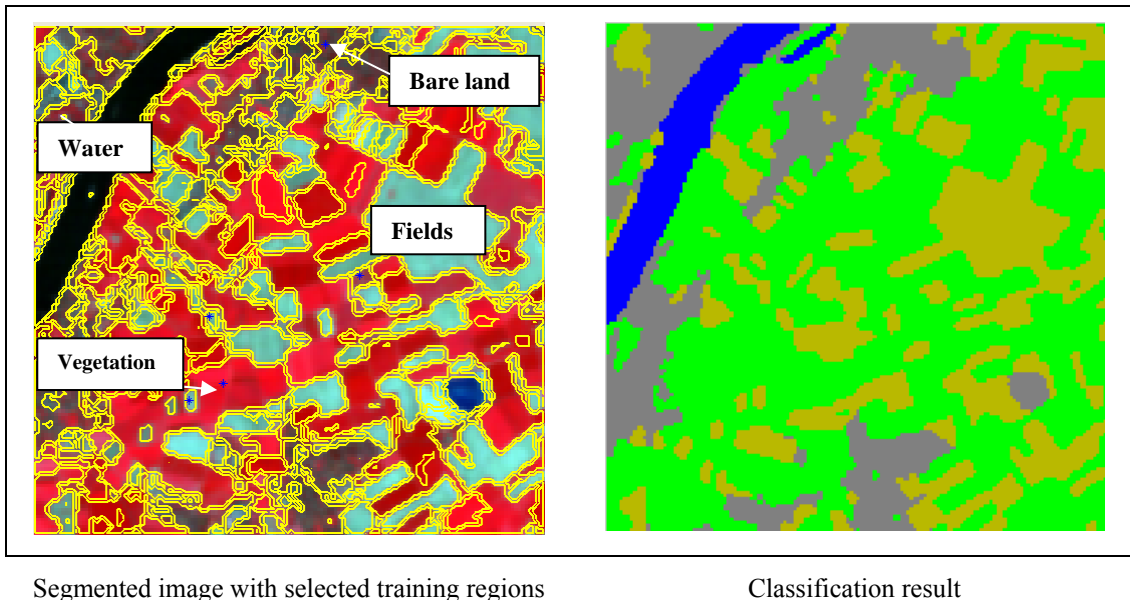 Bare land
Water
Fields
Vegetation
Segmented image with selected training regions
Classification result